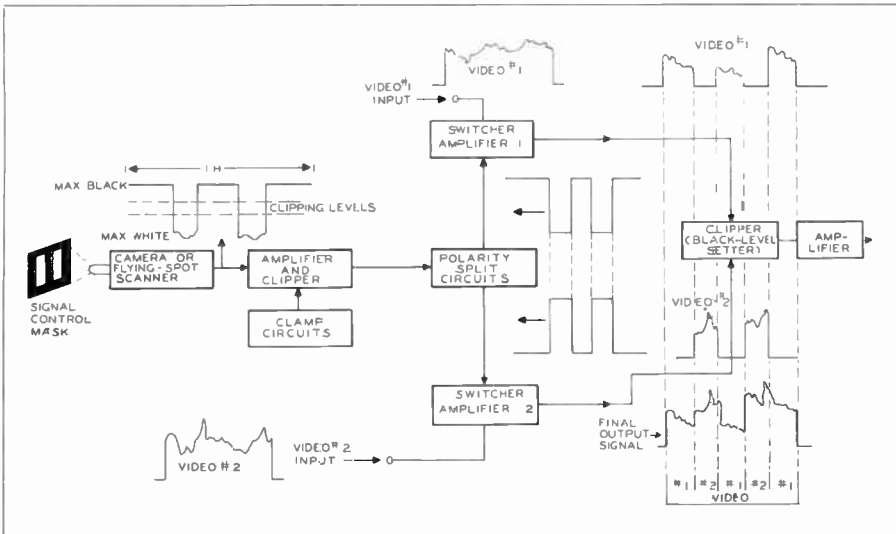 VIDEO #1
VIDEO #1
VIDEO #1
INPUT
SWITCHER
AMPLIFIER 1
1 H
MAX BLACK
CLIPPING LEVELS
MAX WHITE
CAMERA OR
FLYING-SPOT
SCANNER
AMPLIFIER
AND
CLIPPER
POLARITY
SPLIT
CIRCUITS
CLIPPER
(BLACK-LEVEL
SETTER)
AMP-
LIFIER
SIGNAL
CONTROL
MASK
CLAMP
CIRCUITS
VIDEO #2
SWITCHER
AMPLIFIER 2
FINAL
OUTPUT
SIGNAL
VIDEO #2
VIDEO #2
INPUT
#1 #2 #1 #2 #1
VIDEO